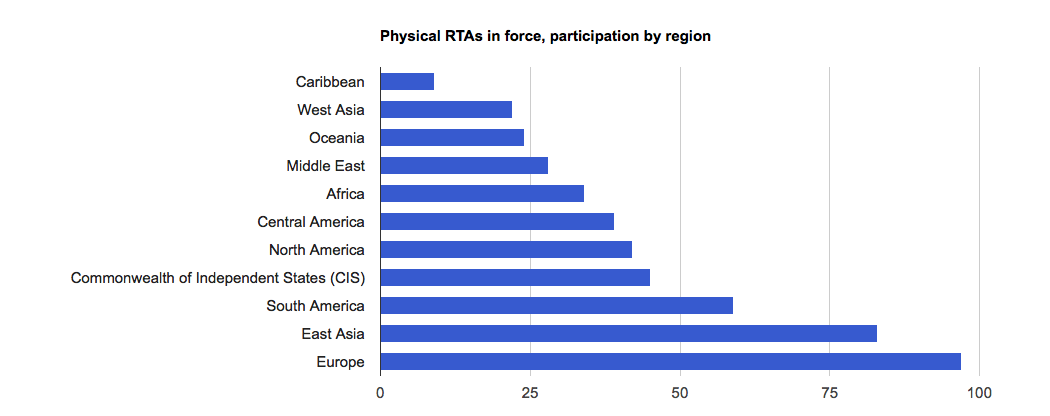 Physical RTAs in force, participation by region
Caribbean
West Asia
Oceania
Middle East
Africa
Central America
North America
Commonwealth of Independent States (CIS)
South America
East Asia
Europe
0 25 50 75 100